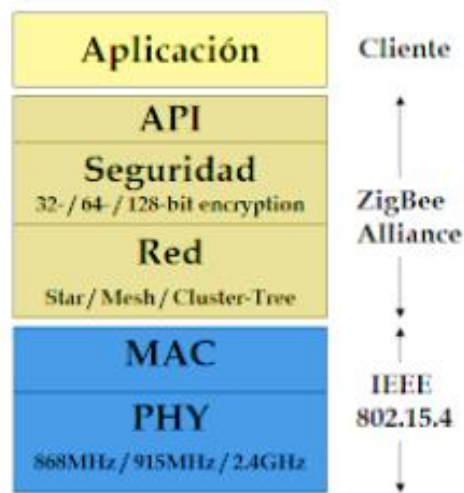 Aplicación
Cliente
API
Seguridad
32-/ 64-/ 128-bit encryption
Red
Star / Mesh / Cluster-Tree
ZigBee
Alliance
MAC
PHY
868MHz / 915MHz / 2.4GHz
IEEE
802.15.4